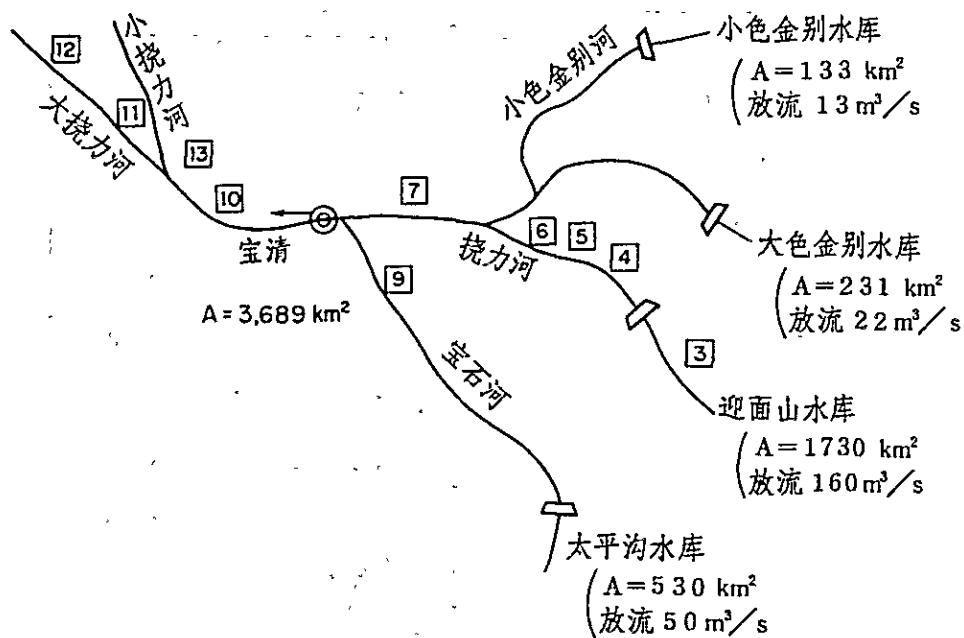 小色金别水库
A=133 km²
放流 13m³/s
小色金别河
小挠力河
12
11
大挠力河
13
10
7
6
5
4
挠力河
宝清
A=3,689 km²
9
宝石河
大色金别水库
A=231 km²
放流 22m³/s
3
迎面山水库
A=1730 km²
放流 160m³/s
太平沟水库
A=530 km²
放流 50m³/s